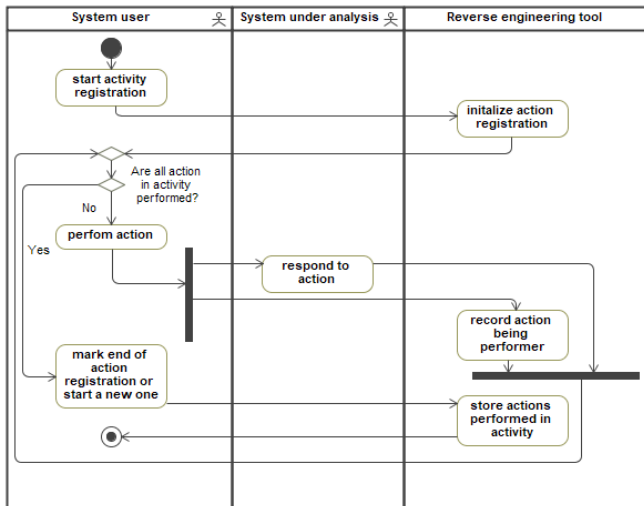 System user
System under analysis
Reverse engineering tool
start activity
registration
initalize action
registration
Are all action
in activity
performed?
No
Yes
perfom action
respond to
action
record action
being
performer
mark end of
action
registration or
start a new one
store actions
performed in
activity